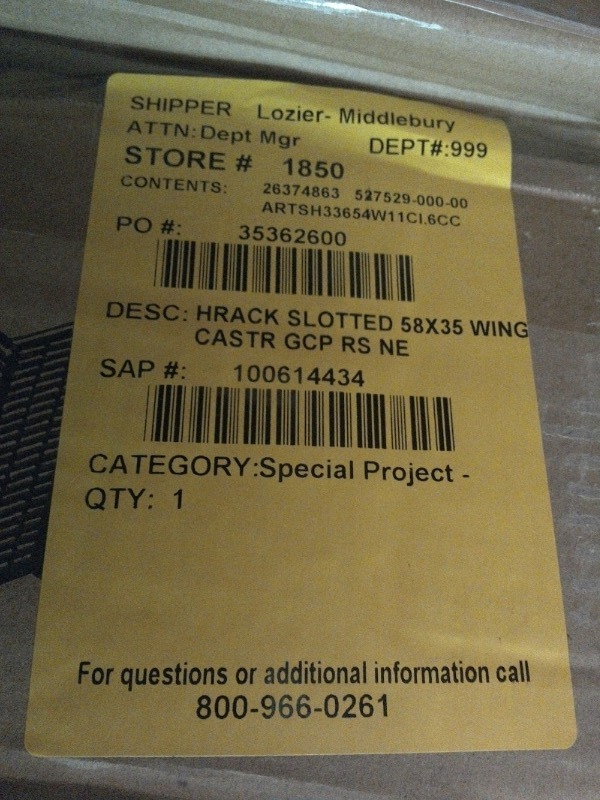 SHIPPER Lozier- Middlebury
ATTN:Dept Mgr DEPT#:999
STORE # 1850
CONTENTS: 26374863 527529-000-00
ARTSH33654W11CI.6CC
PO #: 35362600
DESC: HRACK SLOTTED 58X35 WING
CASTR GCP RS NE
SAP #: 100614434
CATEGORY:Special Project -
QTY: 1
For questions or additional information call
800-966-0261